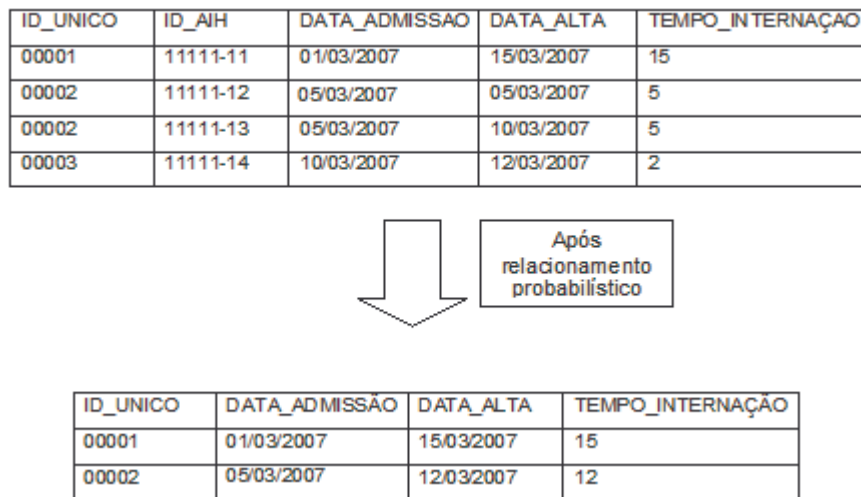 ID_UNICO ID_AIH DATA_ADMISSAO DATA_ALTA TEMPO_INTERNAÇAO
00001 11111-11 01/03/2007 15/03/2007 15
00002 11111-12 05/03/2007 05/03/2007 5
00002 11111-13 05/03/2007 10/03/2007 5
00003 11111-14 10/03/2007 12/03/2007 2
Após
relacionamento
probabilístico
ID_UNICO DATA_ADMISSÃO DATA_ALTA TEMPO_INTERNAÇÃO
00001 01/03/2007 15/03/2007 15
00002 05/03/2007 12/03/2007 12